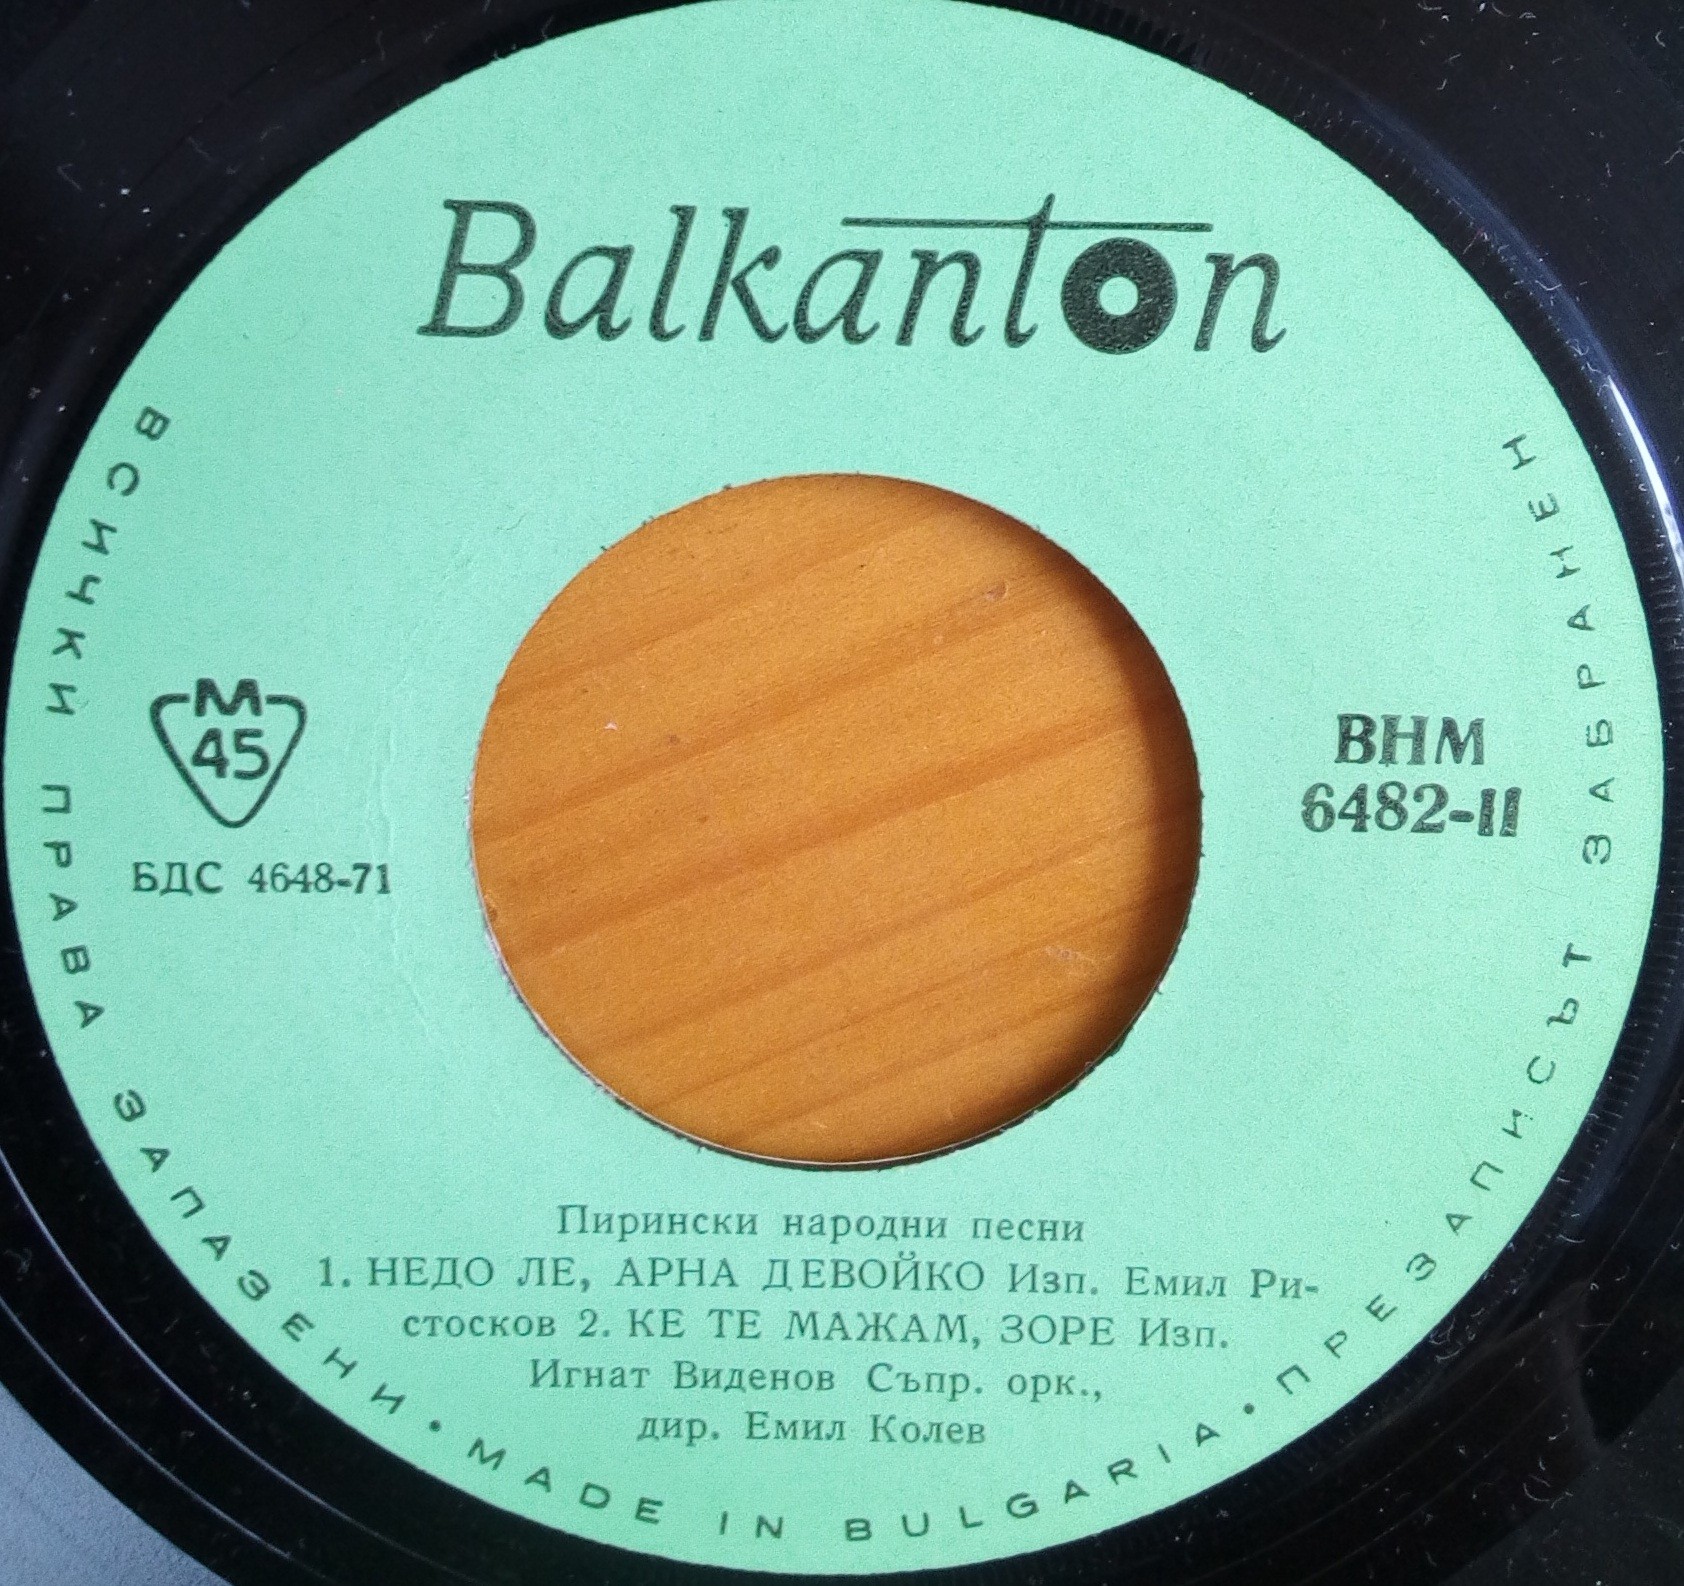 Balkanton
ВСИЧКИ ПРАВА ЗАПАЗЕНИ • MADE IN BULGARIA • ПРЕЗАПИСЪТ ЗАБРАНЕН
М
45
БДС 4648-71
ВНМ
6482-II
Пирински народни песни
1. НЕДО ЛЕ, АРНА ДЕВОЙКО Изп. Емил Ри-
стосков 2. КЕ ТЕ МАЖАМ, ЗОРЕ Изп.
Игнат Виденов Съпр. орк.,
дир. Емил Колев